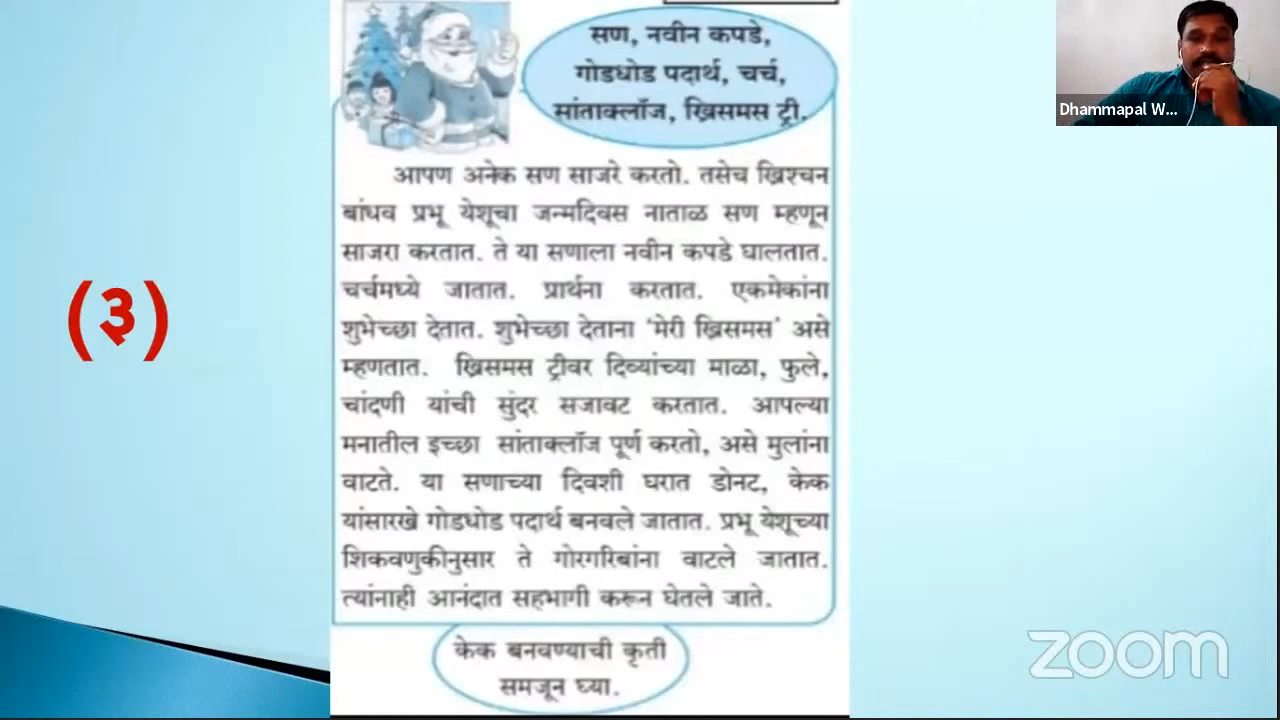 सण, नवीन कपडे,
गोडधोड पदार्थ, चर्च,
सांताक्लॉज, ख्रिसमस ट्री.
Dhammapal W...
आपण अनेक सण साजरे करतो. तसेच ख्रिश्चन
बांधव प्रभू येशूचा जन्मदिवस नाताळ सण म्हणून
साजरा करतात. ते या सणाला नवीन कपडे घालतात.
चर्चमध्ये जातात. प्रार्थना करतात. एकमेकांना
शुभेच्छा देतात. शुभेच्छा देताना ‘मेरी ख्रिसमस’ असे
म्हणतात. ख्रिसमस ट्रीवर दिव्यांच्या माळा, फुले,
चांदणी यांची सुंदर सजावट करतात. आपल्या
मनातील इच्छा सांताक्लॉज पूर्ण करतो, असे मुलांना
वाटते. या सणाच्या दिवशी घरात डोनट, केक
यांसारखे गोडधोड पदार्थ बनवले जातात. प्रभू येशूच्या
शिकवणुकीनुसार ते गोरगरिबांना वाटले जातात.
त्यांनाही आनंदात सहभागी करून घेतले जाते.
(३)
केक बनवण्याची कृती
समजून घ्या.
zoom